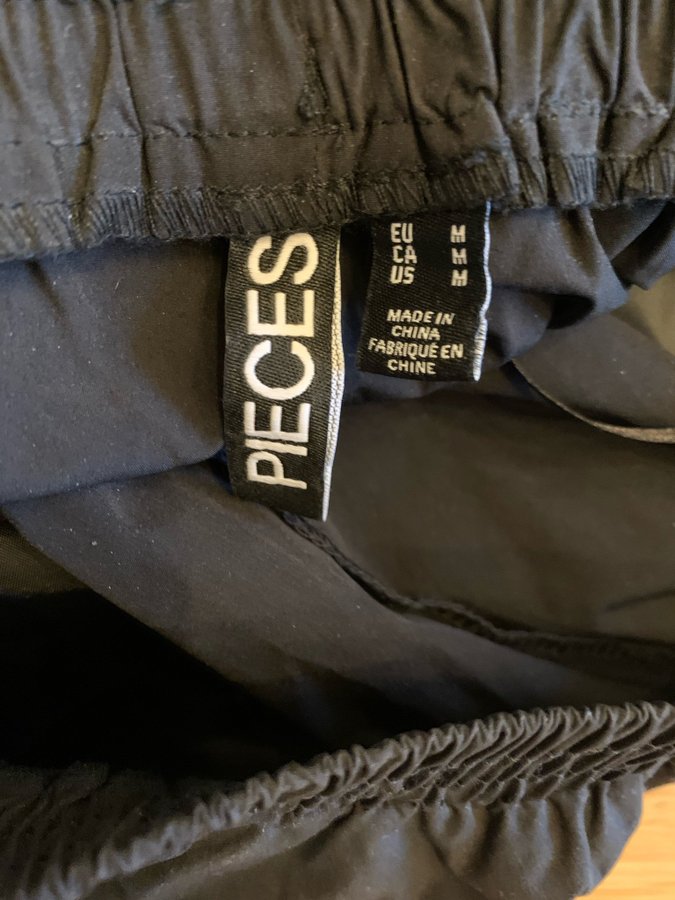 PIECES
EU M
CA M
US M
MADE IN
CHINA
FABRIQUÉ EN
CHINE